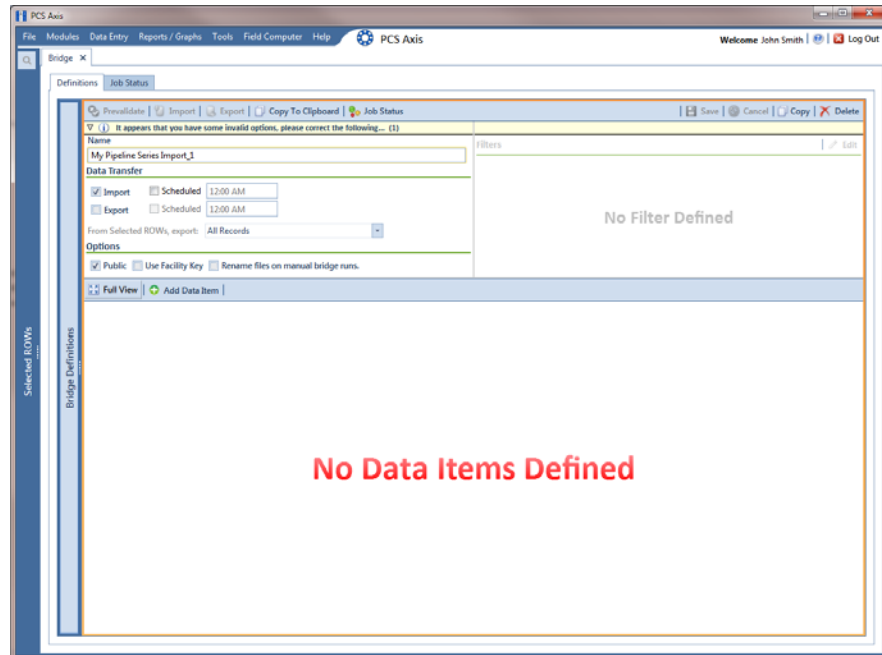 PCS Axis
File Modules Data Entry Reports / Graphs Tools Field Computer Help PCS Axis Welcome John Smith | Log Out
Bridge X
Definitions Job Status
Prevalidate | Import | Export | Copy To Clipboard | Job Status | Save | Cancel | Copy | Delete
It appears that you have some invalid options, please correct the following... (1)
Name
My Pipeline Series Import_1
Filters | Edit
Data Transfer
Import Scheduled 12:00 AM
Export Scheduled 12:00 AM
No Filter Defined
From Selected ROWs, export: All Records
Options
Public Use Facility Key Rename files on manual bridge runs.
Full View | Add Data Item |
Selected ROWs
Bridge Definitions
No Data Items Defined